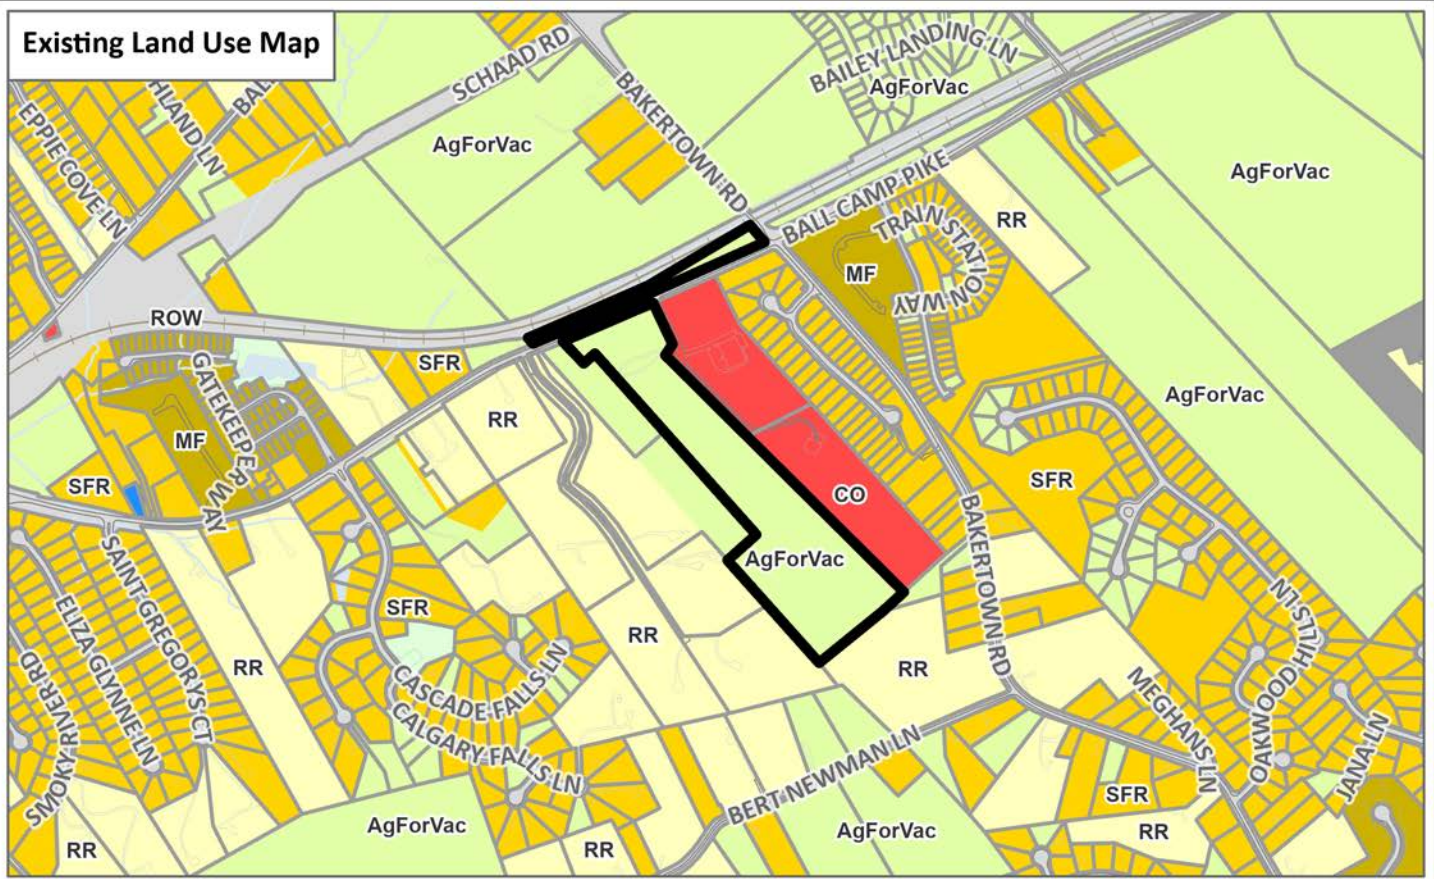 Existing Land Use Map
SCHAAD RD
BAILEY LANDING LN
AgForVac
BAKERTOWN RD
EPPIE COVE LN
HLAND LN
BAL
AgForVac
AgForVac
BALL CAMP PIKE
TRAIN STATION WAY
RR
MF
ROW
SFR
GATEKEEPER WAY
RR
AgForVac
MF
SFR
SFR
CO
BAKERTOWN RD
AgForVac
SAINT GREGORYS CT
ELIZA GLYNNE LN
SMOKY RIVER RD
SFR
RR
RR
RR
CASCADE FALLS LN
CALGARY FALLS LN
OAKWOOD HILLS LN
MEGHANS LN
JANA LN
BERT NEWMAN LN
SFR
AgForVac
AgForVac
RR
RR
RR